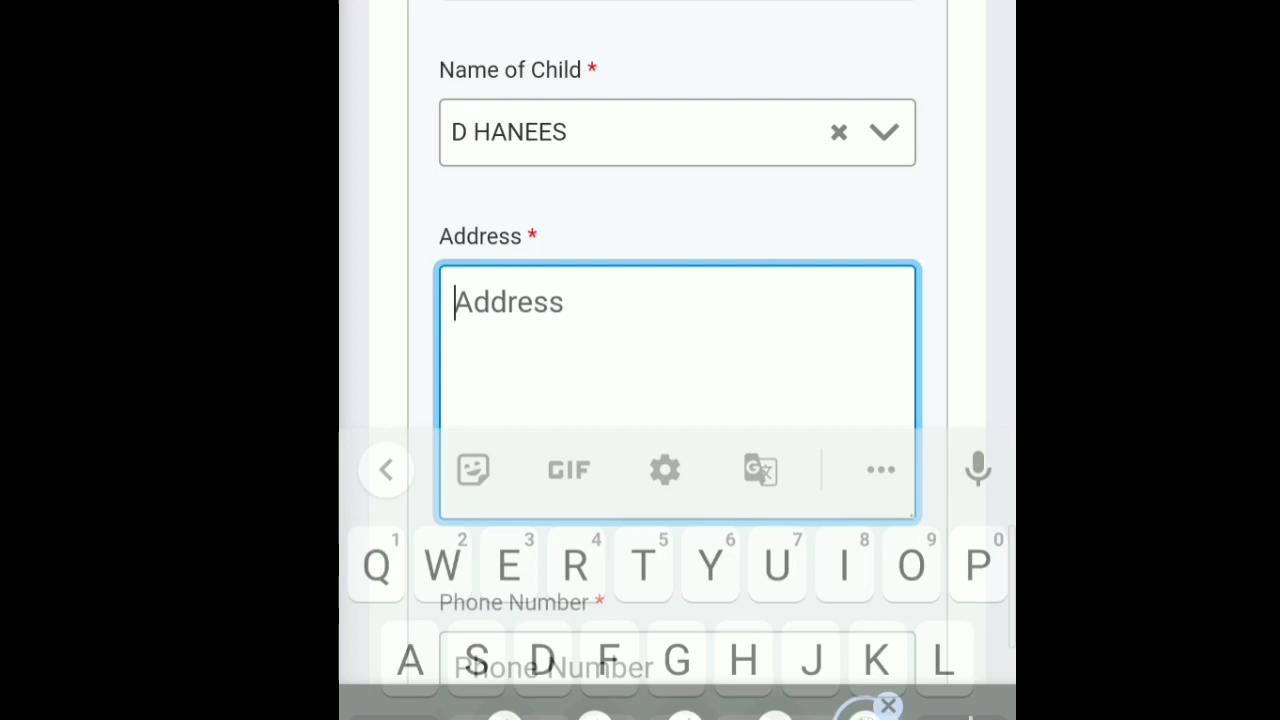 Name of Child *
D HANEES
Address *
Address
GIF
G
1 2 3 4 5 6 7 8 9 0
Q W E R T Y U I O P
Phone Number *
A S D F G H J K L
Phone Number